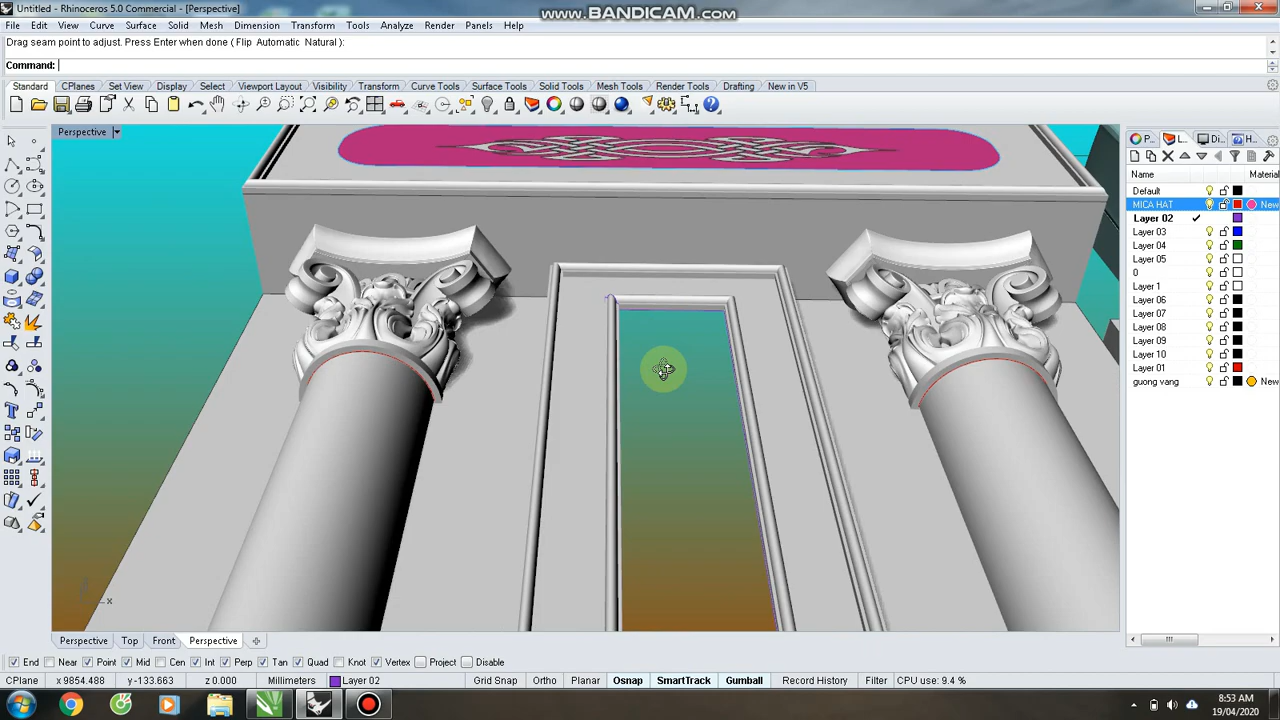 Untitled - Rhinoceros 5.0 Commercial - [Perspective]
www.BANDICAM.com
File Edit View Curve Surface Solid Mesh Dimension Transform Tools Analyze Render Panels Help
Drag seam point to adjust. Press Enter when done ( Flip Automatic Natural ):
Command:
Standard CPlanes Set View Display Select Viewport Layout Visibility Transform Curve Tools Surface Tools Solid Tools Mesh Tools Render Tools Drafting New in V5
Perspective
P... L... Di... H...
Name Material
Default
MICA HAT New
Layer 02
Layer 03
Layer 04
Layer 05
0
Layer 1
Layer 06
Layer 07
Layer 08
Layer 09
Layer 10
Layer 01
guong vang New
x
Perspective Top Front Perspective
End Near Point Mid Cen Int Perp Tan Quad Knot Vertex Project Disable
CPlane x 9854.488 y -133.663 z 0.000 Millimeters Layer 02 Grid Snap Ortho Planar Osnap SmartTrack Gumball Record History Filter CPU use: 9.4 %
8:53 AM
19/04/2020